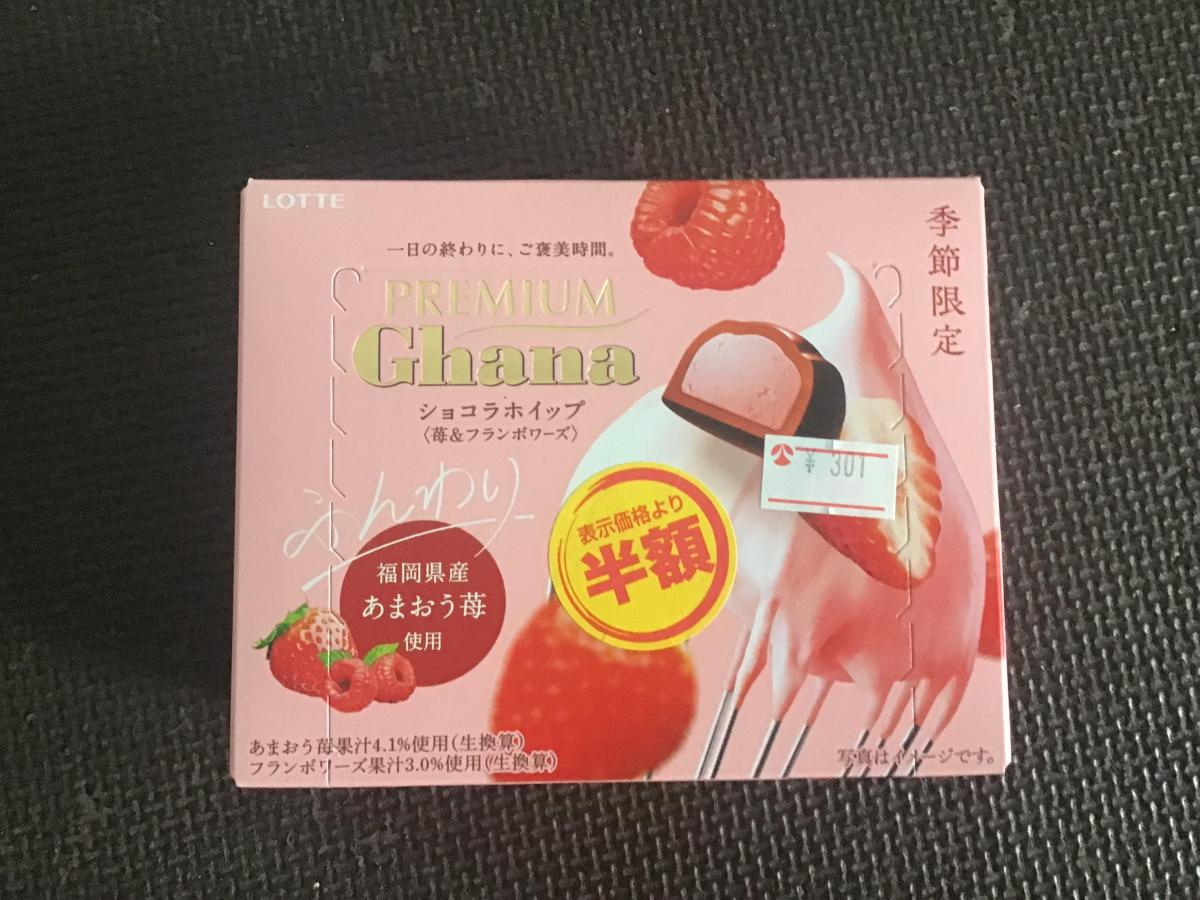 LOTTE
季節限定
一日の終わりに、ご褒美時間。
PREMIUM
Ghana
ショコラホイップ
〈苺&フランボワーズ〉
ふんわり
¥ 301
表示価格より
半額
福岡県産
あまおう苺
使用
あまおう苺果汁4.1%使用(生換算)
フランボワーズ果汁3.0%使用(生換算)
写真はイメージです。